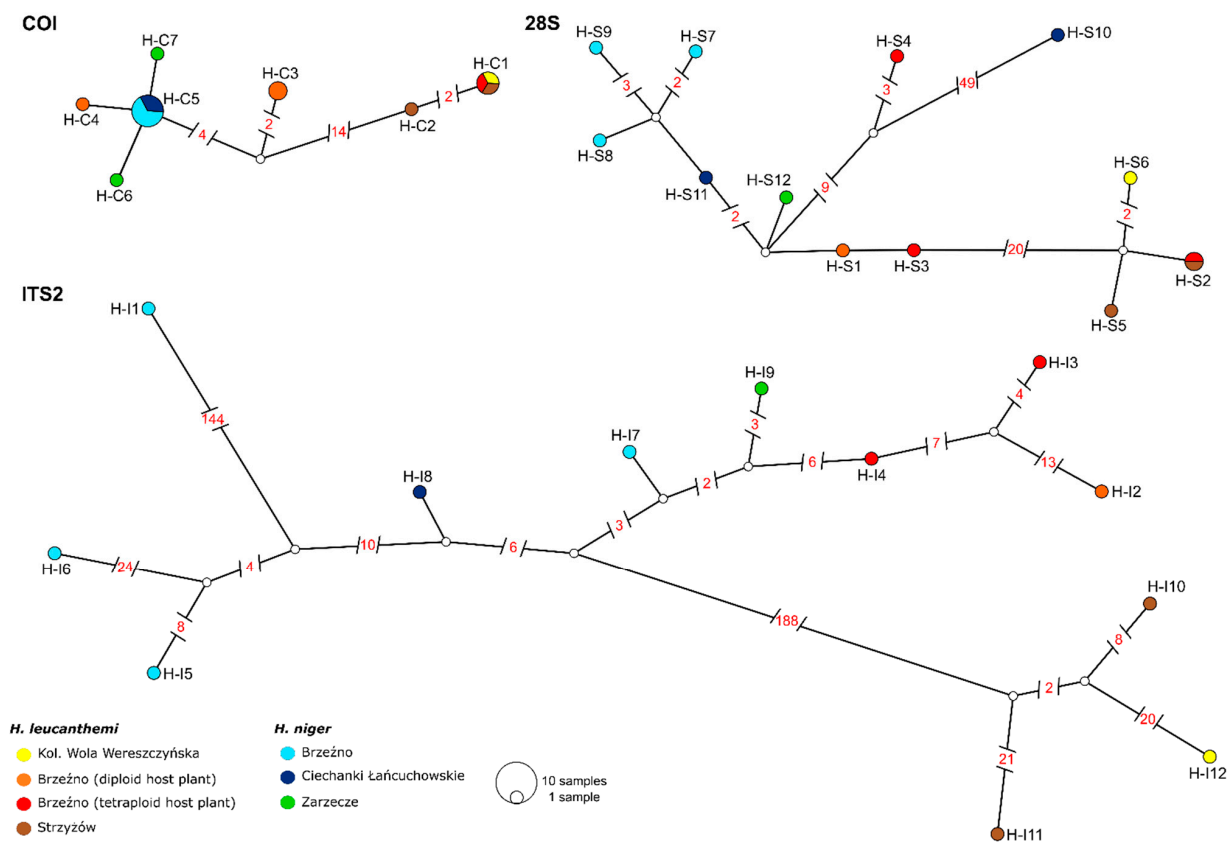 COI
H-C7
H-C3
H-C1
H-C5
H-C4
H-C2
H-C6
4
2
14
2
28S
H-S9
H-S7
H-S4
H-S10
3
2
3
49
H-S8
H-S6
H-S11
H-S12
9
2
2
20
H-S1
H-S3
H-S2
H-S5
ITS2
H-I1
H-I3
H-I9
4
144
3
H-I7
H-I8
7
6
2
H-I4
13
H-I2
3
10
6
H-I6
24
4
H-I10
188
8
8
H-I5
2
20
21
H-I12
H-I11
H. leucanthemi
Kol. Wola Wereszczyńska
Brzeźno (diploid host plant)
Brzeźno (tetraploid host plant)
Strzyżów
H. niger
Brzeźno
Ciechanki Łańcuchowskie
Zarzecze
10 samples
1 sample